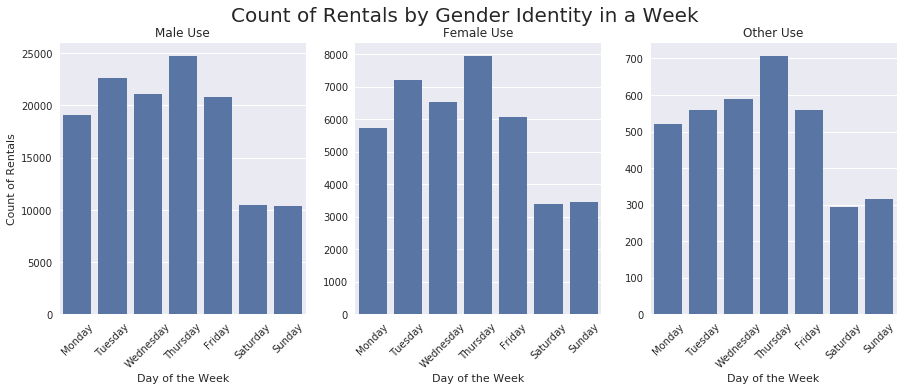 Count of Rentals by Gender Identity in a Week
Male Use
Female Use
Other Use
Count of Rentals
25000
20000
15000
10000
5000
0
Monday
Tuesday
Wednesday
Thursday
Friday
Saturday
Sunday
Day of the Week
8000
7000
6000
5000
4000
3000
2000
1000
0
Monday
Tuesday
Wednesday
Thursday
Friday
Saturday
Sunday
Day of the Week
700
600
500
400
300
200
100
0
Monday
Tuesday
Wednesday
Thursday
Friday
Saturday
Sunday
Day of the Week